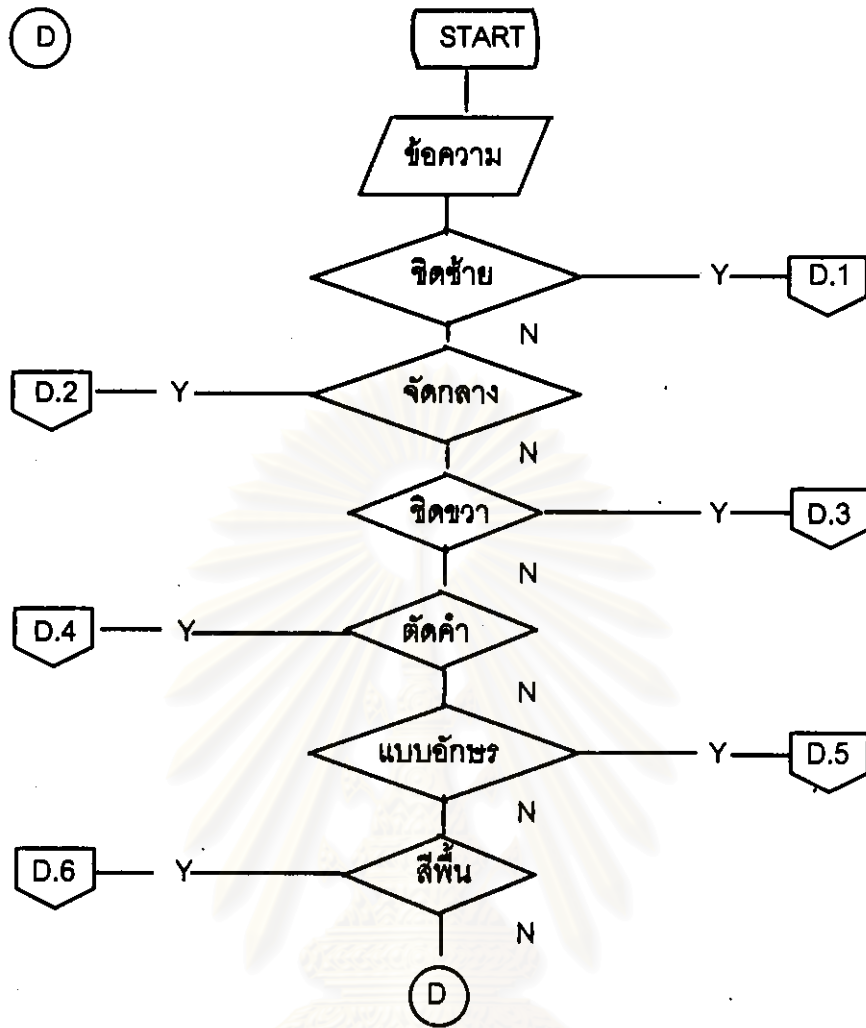 D
START
ข้อความ
ชิดซ้าย
Y
D.1
N
D.2
Y
จัดกลาง
N
ชิดขวา
Y
D.3
N
D.4
Y
ตัดคำ
N
แบบอักษร
Y
D.5
N
D.6
Y
สีพื้น
N
D